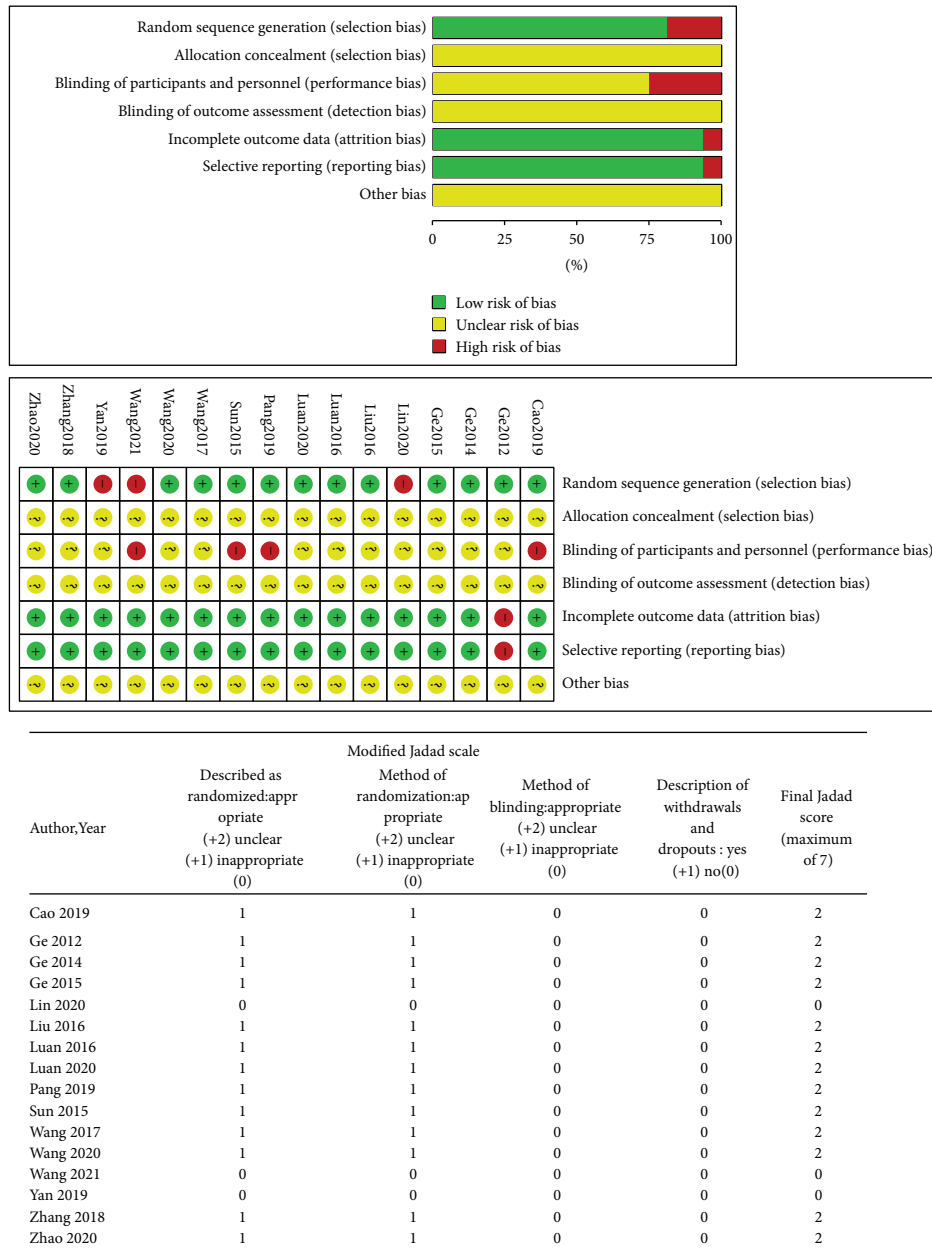 Random sequence generation (selection bias)
Allocation concealment (selection bias)
Blinding of participants and personnel (performance bias)
Blinding of outcome assessment (detection bias)
Incomplete outcome data (attrition bias)
Selective reporting (reporting bias)
Other bias
0 25 50 75 100
(%)
Low risk of bias
Unclear risk of bias
High risk of bias
Zhao2020 Zhang2018 Yan2019 Wang2021 Wang2020 Wang2017 Sun2015 Pang2019 Luan2020 Luan2016 Liu2016 Lin2020 Ge2015 Ge2014 Ge2012 Cao2019
+ + – – + + + + + + + – + + + + Random sequence generation (selection bias)
? ? ? ? ? ? ? ? ? ? ? ? ? ? ? ? Allocation concealment (selection bias)
? ? ? – ? ? – – ? ? ? ? ? ? ? – Blinding of participants and personnel (performance bias)
? ? ? ? ? ? ? ? ? ? ? ? ? ? ? ? Blinding of outcome assessment (detection bias)
+ + + + + + + + + + + + + + – + Incomplete outcome data (attrition bias)
+ + + + + + + + + + + + + + – + Selective reporting (reporting bias)
? ? ? ? ? ? ? ? ? ? ? ? ? ? ? ? Other bias
Modified Jadad scale
Author,Year
Described as
randomized:appr
opriate
(+2) unclear
(+1) inappropriate
(0)
Method of
randomization:ap
propriate
(+2) unclear
(+1) inappropriate
(0)
Method of
blinding:appropriate
(+2) unclear
(+1) inappropriate
(0)
Description of
withdrawals
and
dropouts : yes
(+1) no(0)
Final Jadad
score
(maximum
of 7)
Cao 2019 1 1 0 0 2
Ge 2012 1 1 0 0 2
Ge 2014 1 1 0 0 2
Ge 2015 1 1 0 0 2
Lin 2020 0 0 0 0 0
Liu 2016 1 1 0 0 2
Luan 2016 1 1 0 0 2
Luan 2020 1 1 0 0 2
Pang 2019 1 1 0 0 2
Sun 2015 1 1 0 0 2
Wang 2017 1 1 0 0 2
Wang 2020 1 1 0 0 2
Wang 2021 0 0 0 0 0
Yan 2019 0 0 0 0 0
Zhang 2018 1 1 0 0 2
Zhao 2020 1 1 0 0 2